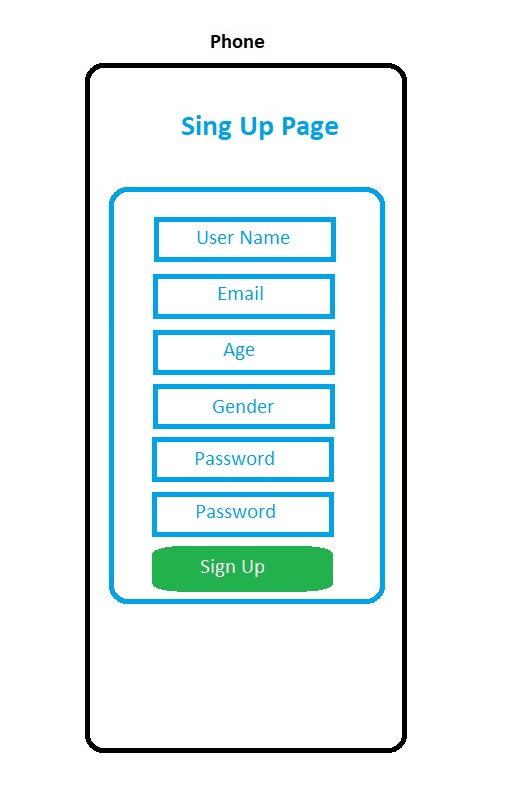 Phone
Sing Up Page
User Name
Email
Age
Gender
Password
Password
Sign Up